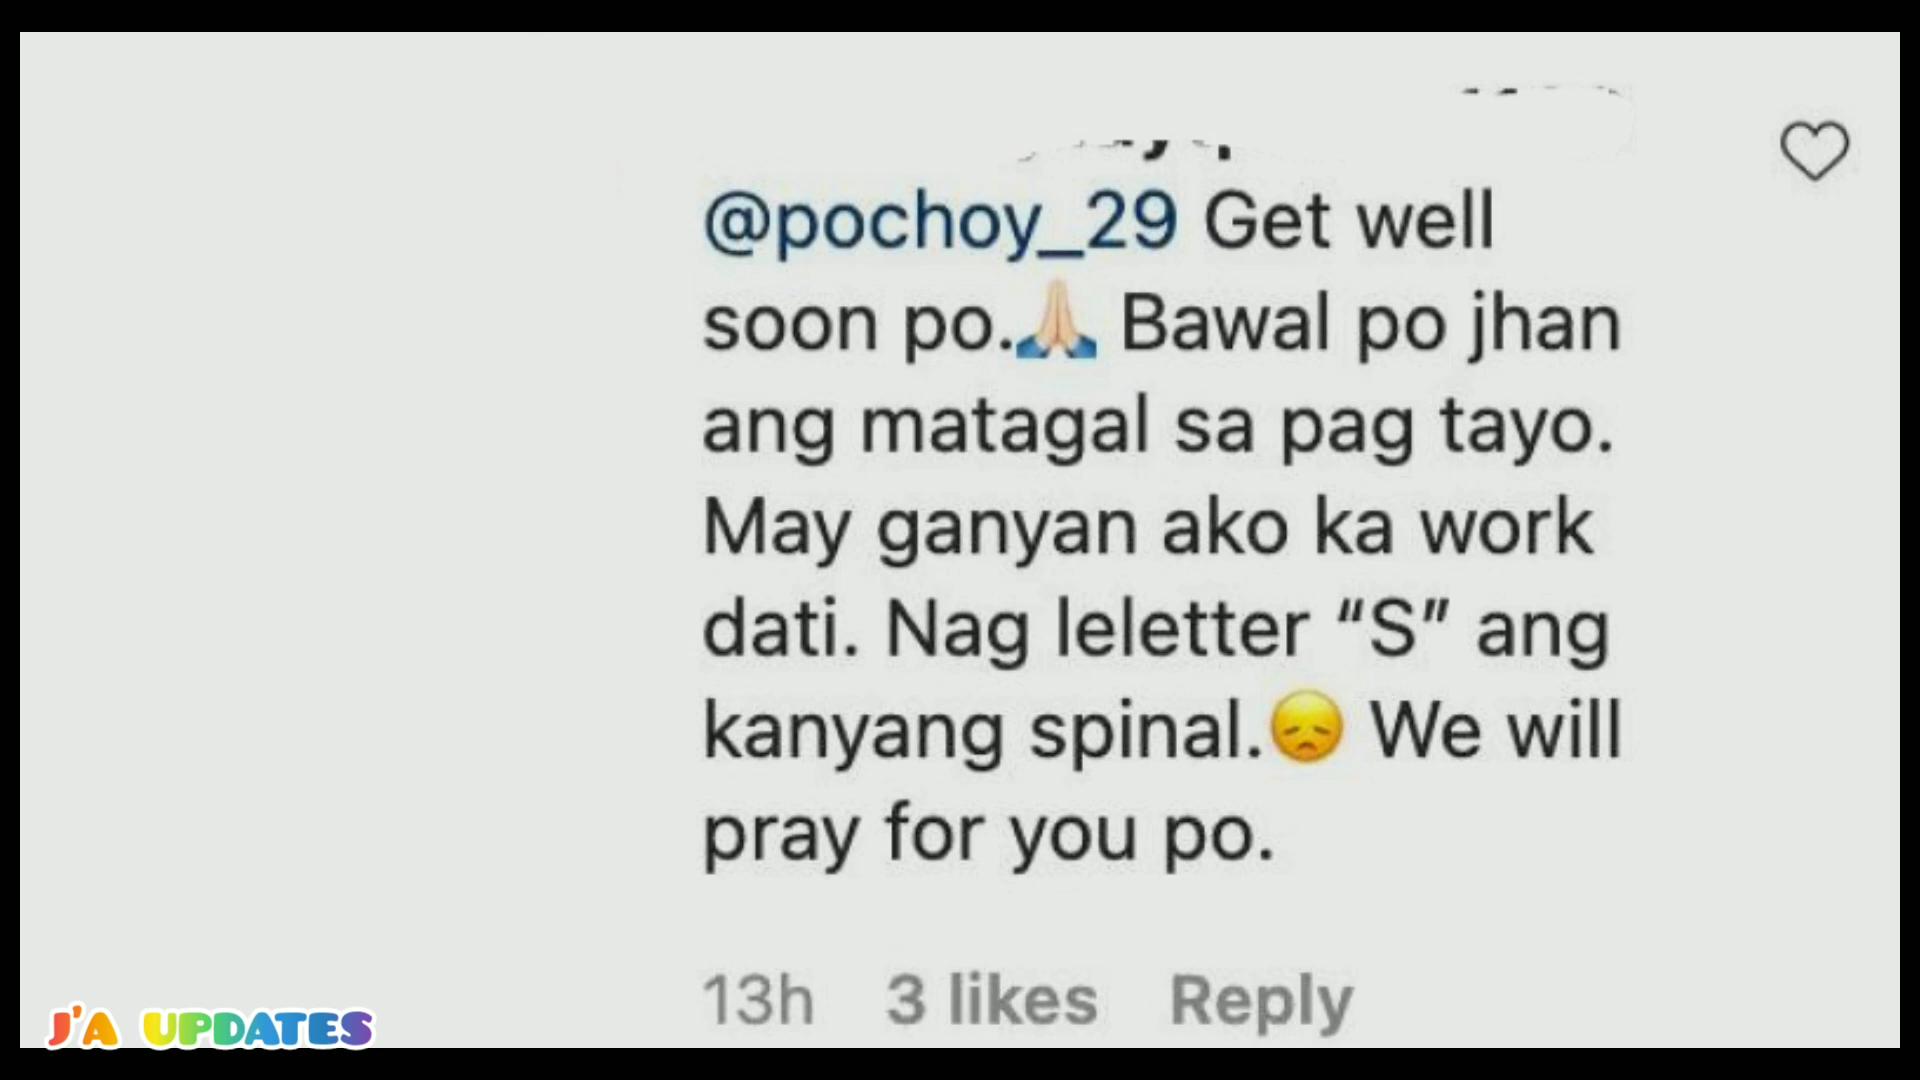 @pochoy_29 Get well
soon po.🙏🏻 Bawal po jhan
ang matagal sa pag tayo.
May ganyan ako ka work
dati. Nag leletter “S” ang
kanyang spinal.😞 We will
pray for you po.
13h 3 likes Reply
J'A UPDATES